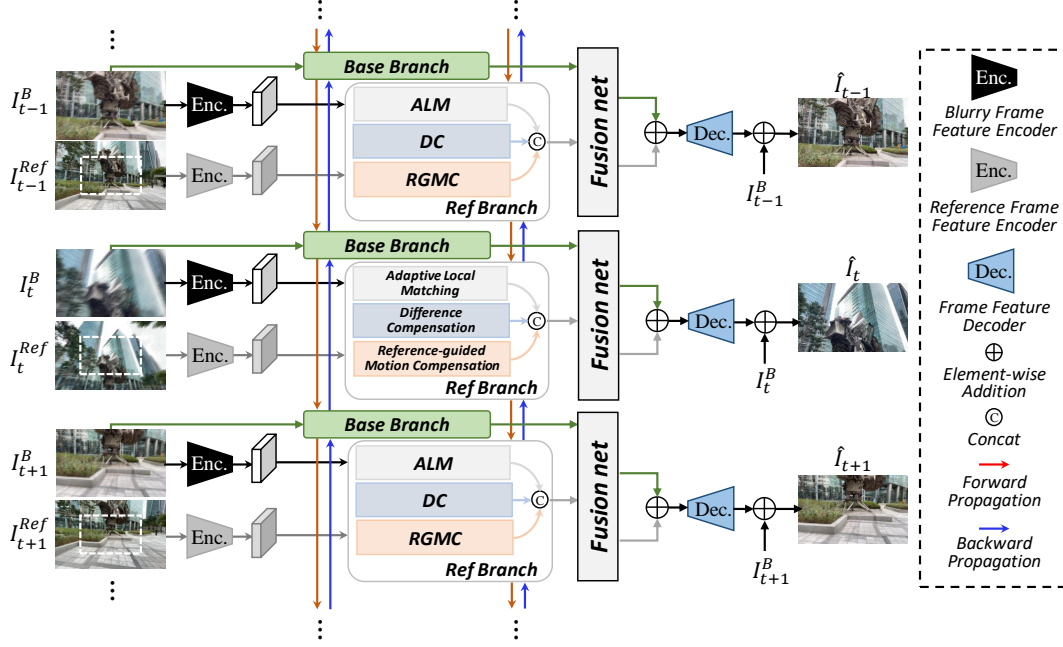 Base Branch
I^B_{t-1}
Enc.
ALM
DC
RGMC
C
Ref Branch
I^{Ref}_{t-1}
Enc.
Fusion net
Dec.
I^B_{t-1}
Î_{t-1}
Base Branch
I^B_t
Enc.
Adaptive Local
Matching
Difference
Compensation
Reference-guided
Motion Compensation
C
Ref Branch
I^{Ref}_t
Enc.
Fusion net
Dec.
I^B_t
Î_t
Base Branch
I^B_{t+1}
Enc.
ALM
DC
RGMC
C
Ref Branch
I^{Ref}_{t+1}
Enc.
Fusion net
Dec.
I^B_{t+1}
Î_{t+1}
Enc.
Blurry Frame
Feature Encoder
Enc.
Reference Frame
Feature Encoder
Dec.
Frame Feature
Decoder
Element-wise
Addition
C
Concat
Forward
Propagation
Backward
Propagation